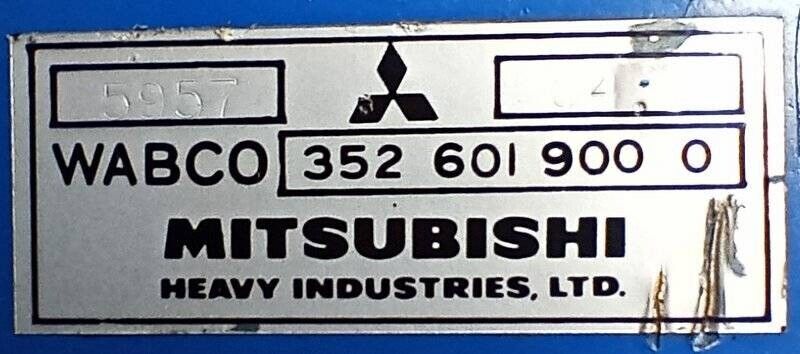 5957
WABCO 352 601 900 0
MITSUBISHI
HEAVY INDUSTRIES, LTD.